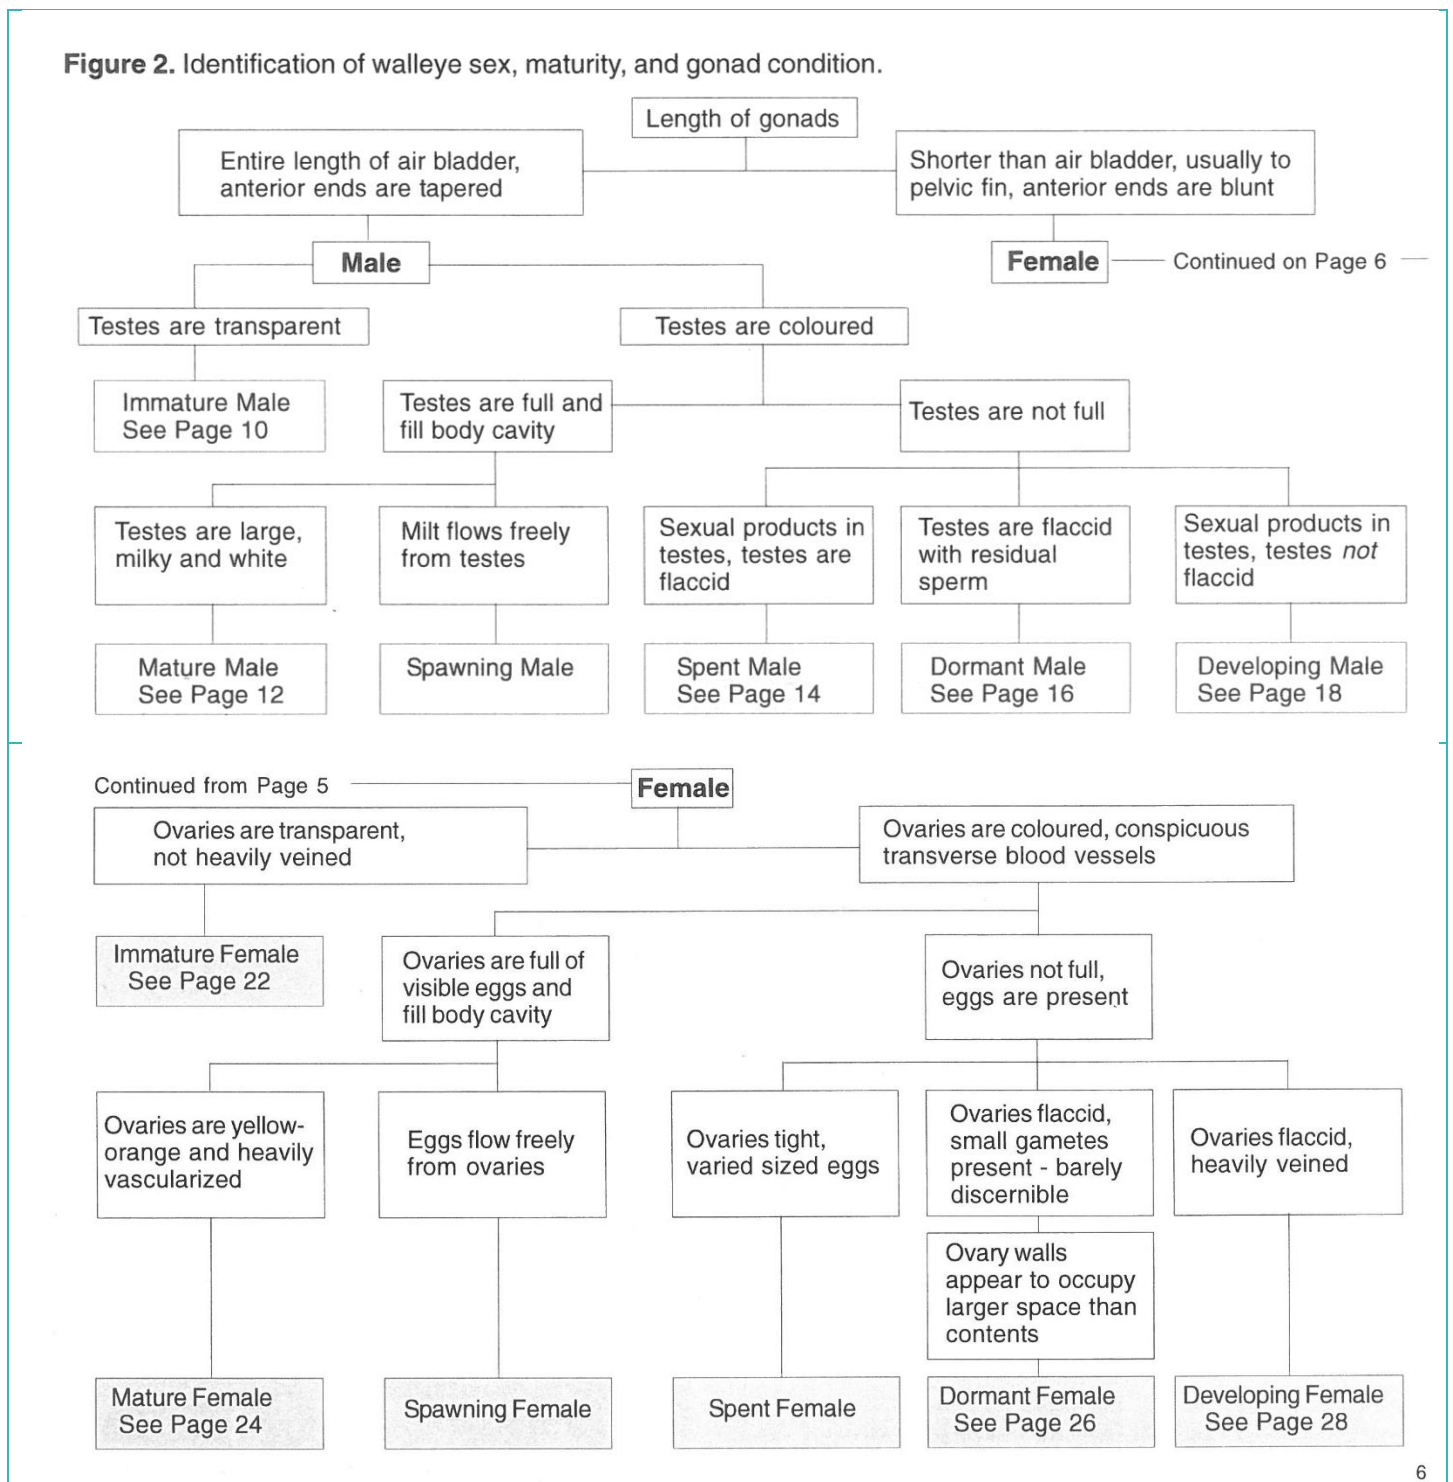 Figure 2. Identification of walleye sex, maturity, and gonad condition.
Length of gonads
Entire length of air bladder,
anterior ends are tapered
Shorter than air bladder, usually to
pelvic fin, anterior ends are blunt
Male
Female
Continued on Page 6
Testes are transparent
Testes are coloured
Immature Male
See Page 10
Testes are full and
fill body cavity
Testes are not full
Testes are large,
milky and white
Milt flows freely
from testes
Sexual products in
testes, testes are
flaccid
Testes are flaccid
with residual
sperm
Sexual products in
testes, testes not
flaccid
Mature Male
See Page 12
Spawning Male
Spent Male
See Page 14
Dormant Male
See Page 16
Developing Male
See Page 18
Continued from Page 5
Female
Ovaries are transparent,
not heavily veined
Ovaries are coloured, conspicuous
transverse blood vessels
Immature Female
See Page 22
Ovaries are full of
visible eggs and
fill body cavity
Ovaries not full,
eggs are present
Ovaries are yellow-
orange and heavily
vascularized
Eggs flow freely
from ovaries
Ovaries tight,
varied sized eggs
Ovaries flaccid,
small gametes
present - barely
discernible
Ovaries flaccid,
heavily veined
Ovary walls
appear to occupy
larger space than
contents
Mature Female
See Page 24
Spawning Female
Spent Female
Dormant Female
See Page 26
Developing Female
See Page 28
6